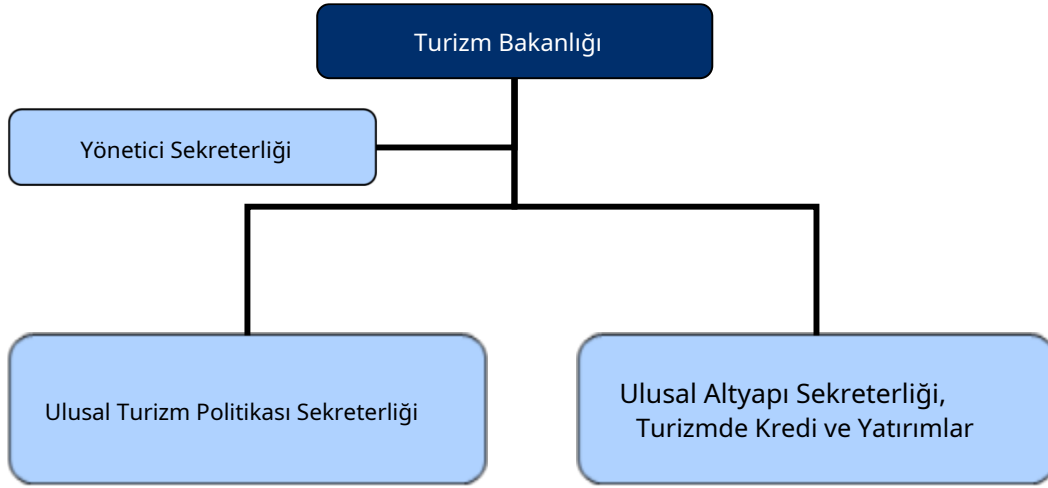 Turizm Bakanlığı
Yönetici Sekreterliği
Ulusal Turizm Politikası Sekreterliği
Ulusal Altyapı Sekreterliği,
Turizmde Kredi ve Yatırımlar